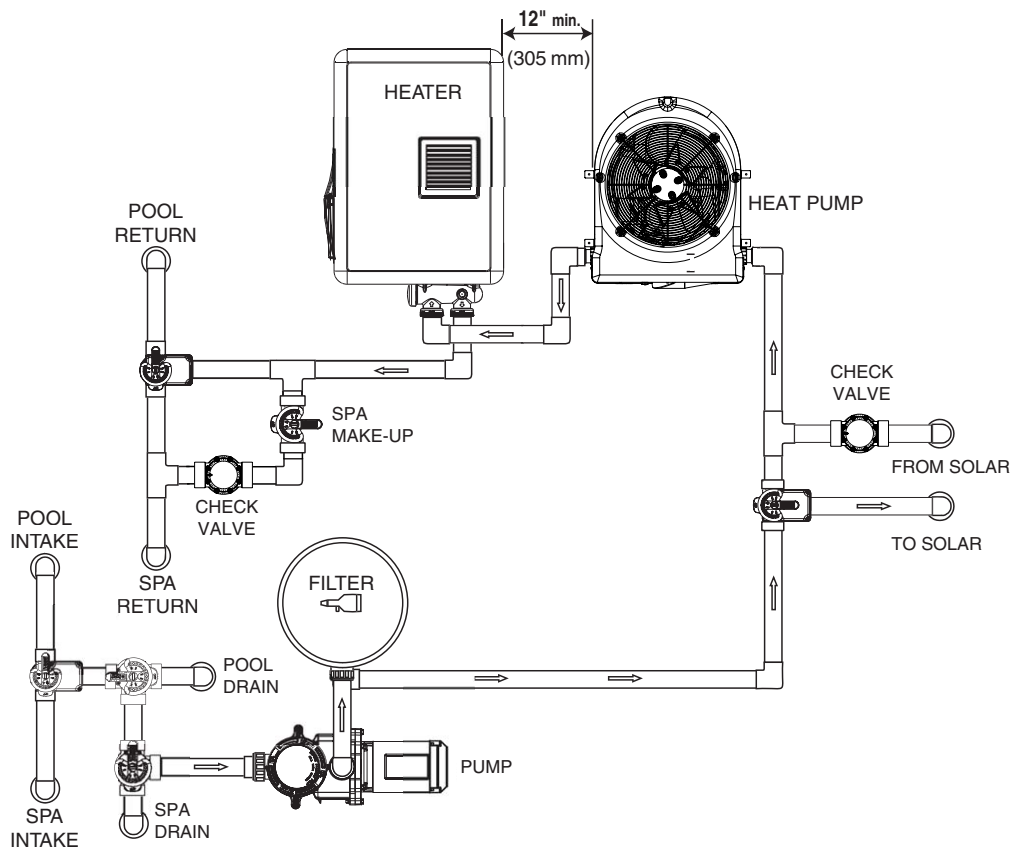 12" min.
(305 mm)
HEATER
HEAT PUMP
POOL
RETURN
CHECK
VALVE
SPA
MAKE-UP
FROM SOLAR
CHECK
VALVE
POOL
INTAKE
TO SOLAR
SPA
RETURN
FILTER
POOL
DRAIN
PUMP
SPA
INTAKE
SPA
DRAIN